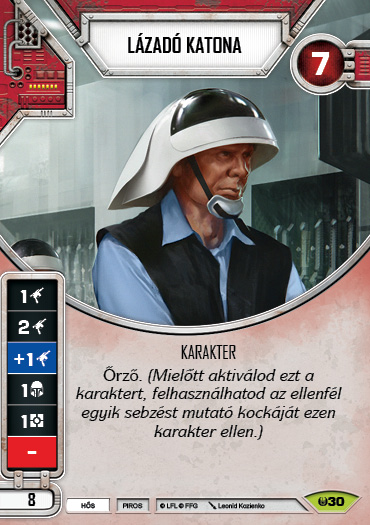 LÁZADÓ KATONA
7
1
2
+1
1
1
-
KARAKTER
Őrző. (Mielőtt aktiválod ezt a
karaktert, felhasználhatod az ellenfél
egyik sebzést mutató kockáját ezen
karakter ellen.)
8
HŐS
PIROS
© LFL © FFG
Leonid Kozienko
30